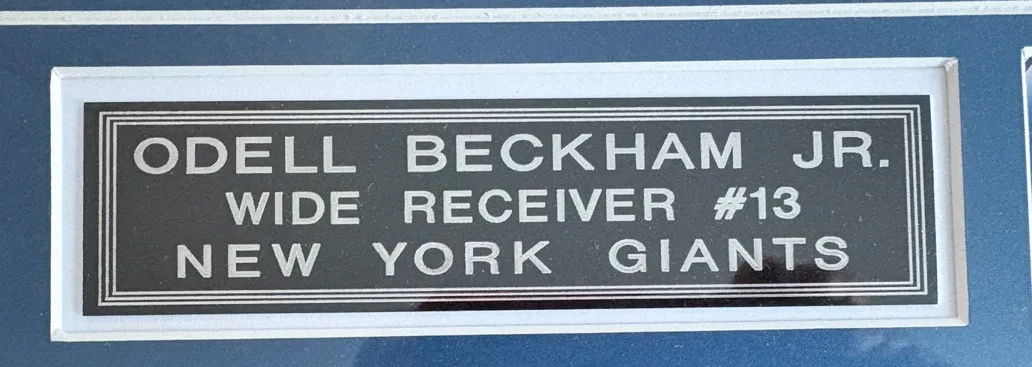 ODELL BECKHAM JR.
WIDE RECEIVER #13
NEW YORK GIANTS